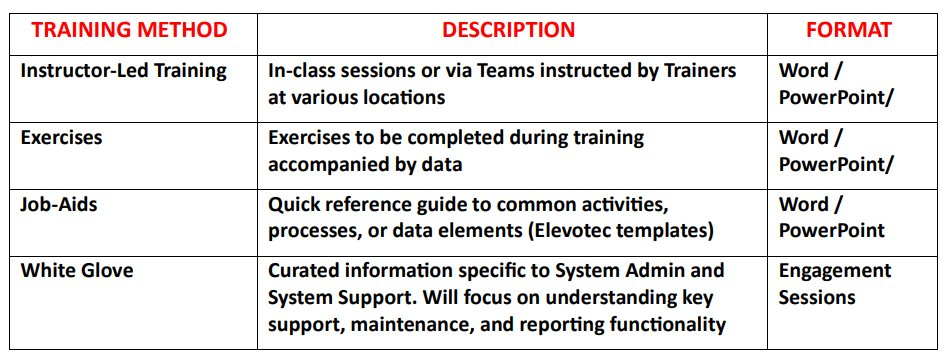 TRAINING METHOD DESCRIPTION FORMAT
Instructor-Led Training In-class sessions or via Teams instructed by Trainers Word /
at various locations PowerPoint/
Exercises Exercises to be completed during training Word /
accompanied by data PowerPoint/
Job-Aids Quick reference guide to common activities, Word /
processes, or data elements (Elevotec templates) PowerPoint
White Glove Curated information specific to System Admin and Engagement
System Support. Will focus on understanding key Sessions
support, maintenance, and reporting functionality